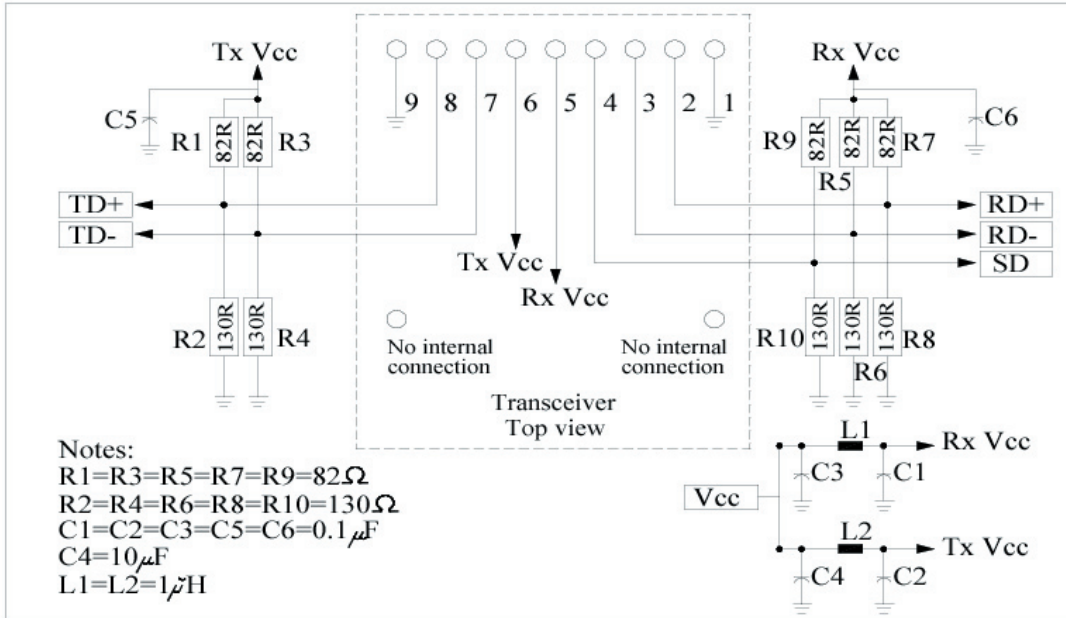 Tx Vcc
C5
R1
82R
82R
R3
TD+
TD-
R2
130R
130R
R4
9 8 7 6 5 4 3 2 1
Tx Vcc
Rx Vcc
No internal
connection
No internal
connection
Transceiver
Top view
Rx Vcc
C6
R9
82R
82R
82R
R7
R5
RD+
RD-
SD
R10
130R
130R
130R
R8
R6
Notes:
R1=R3=R5=R7=R9=82Ω
R2=R4=R6=R8=R10=130Ω
C1=C2=C3=C5=C6=0.1μF
C4=10μF
L1=L2=1μH
Vcc
L1
Rx Vcc
C3
C1
L2
Tx Vcc
C4
C2